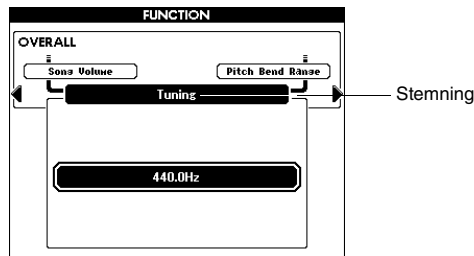 FUNCTION
OVERALL
Song Volume
Pitch Bend Range
Tuning
Stemning
440.0Hz